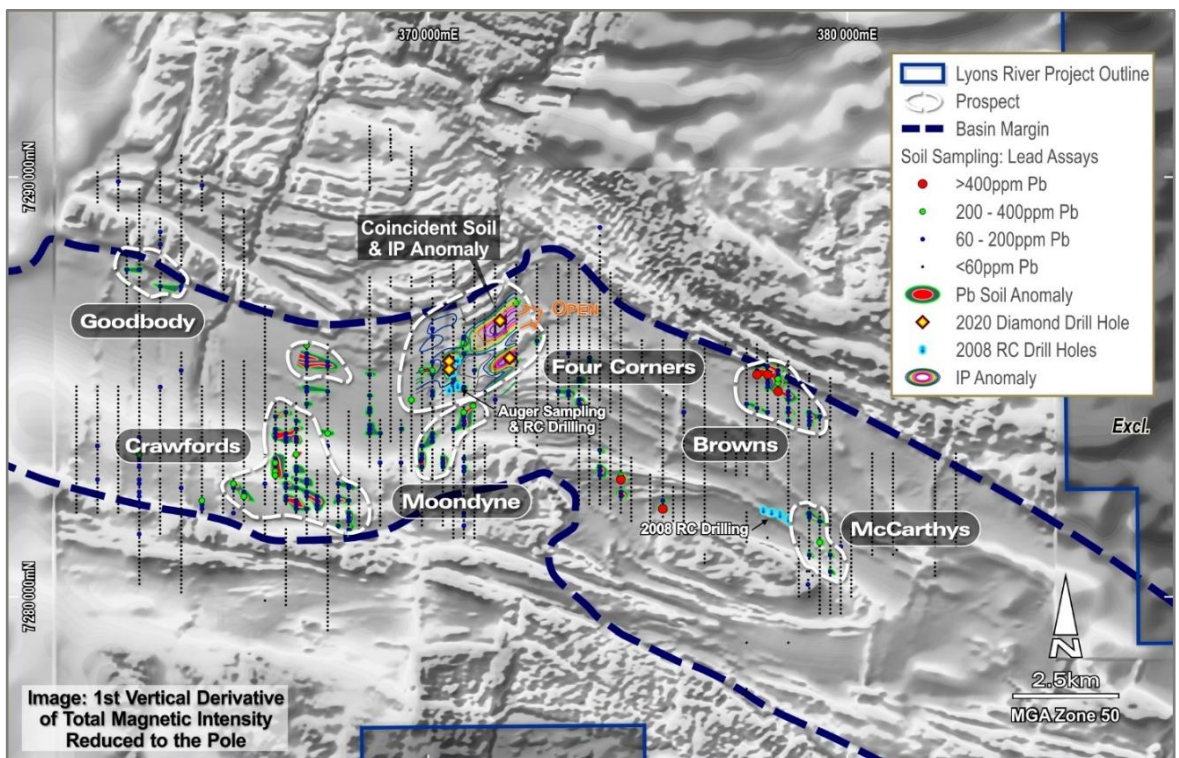 370 000mE
380 000mE
7290 000mN
7280 000mN
Lyons River Project Outline
Prospect
Basin Margin
Soil Sampling: Lead Assays
>400ppm Pb
200 - 400ppm Pb
60 - 200ppm Pb
<60ppm Pb
Pb Soil Anomaly
2020 Diamond Drill Hole
2008 RC Drill Holes
IP Anomaly
Coincident Soil
& IP Anomaly
OPEN
Goodbody
Four Corners
Auger Sampling
& RC Drilling
Crawfords
Moondyne
Browns
Excl.
2008 RC Drilling
McCarthys
N
2.5km
MGA Zone 50
Image: 1st Vertical Derivative
of Total Magnetic Intensity
Reduced to the Pole